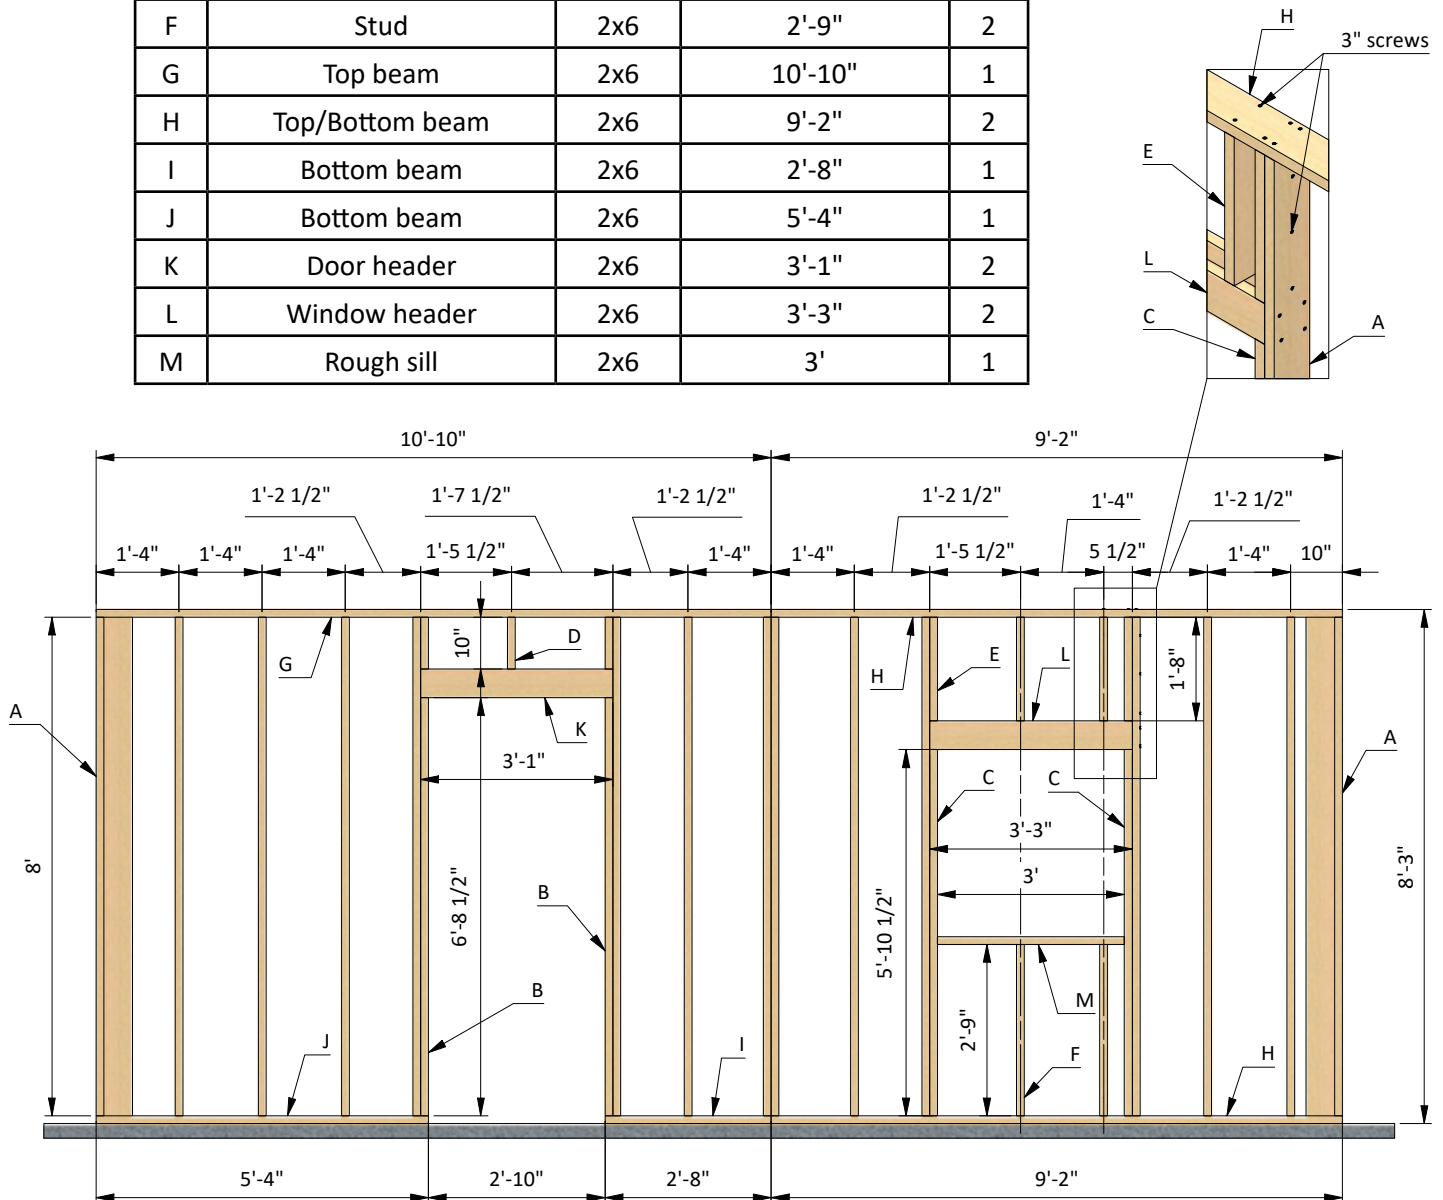 F Stud 2x6 2'-9" 2
G Top beam 2x6 10'-10" 1
H Top/Bottom beam 2x6 9'-2" 2
I Bottom beam 2x6 2'-8" 1
J Bottom beam 2x6 5'-4" 1
K Door header 2x6 3'-1" 2
L Window header 2x6 3'-3" 2
M Rough sill 2x6 3' 1
H
3" screws
E
L
C
A
10'-10" 9'-2"
1'-2 1/2" 1'-7 1/2" 1'-2 1/2" 1'-2 1/2" 1'-4" 1'-2 1/2"
1'-4" 1'-4" 1'-4" 1'-5 1/2" 1'-4" 1'-4" 1'-5 1/2" 5 1/2" 1'-4" 10"
10"
D
G
H
E
L
1'-8"
A
K
A
3'-1"
C
C
3'-3"
8'
3'
8'-3"
B
6'-8 1/2"
5'-10 1/2"
B
M
2'-9"
J
I
F
H
5'-4" 2'-10" 2'-8" 9'-2"